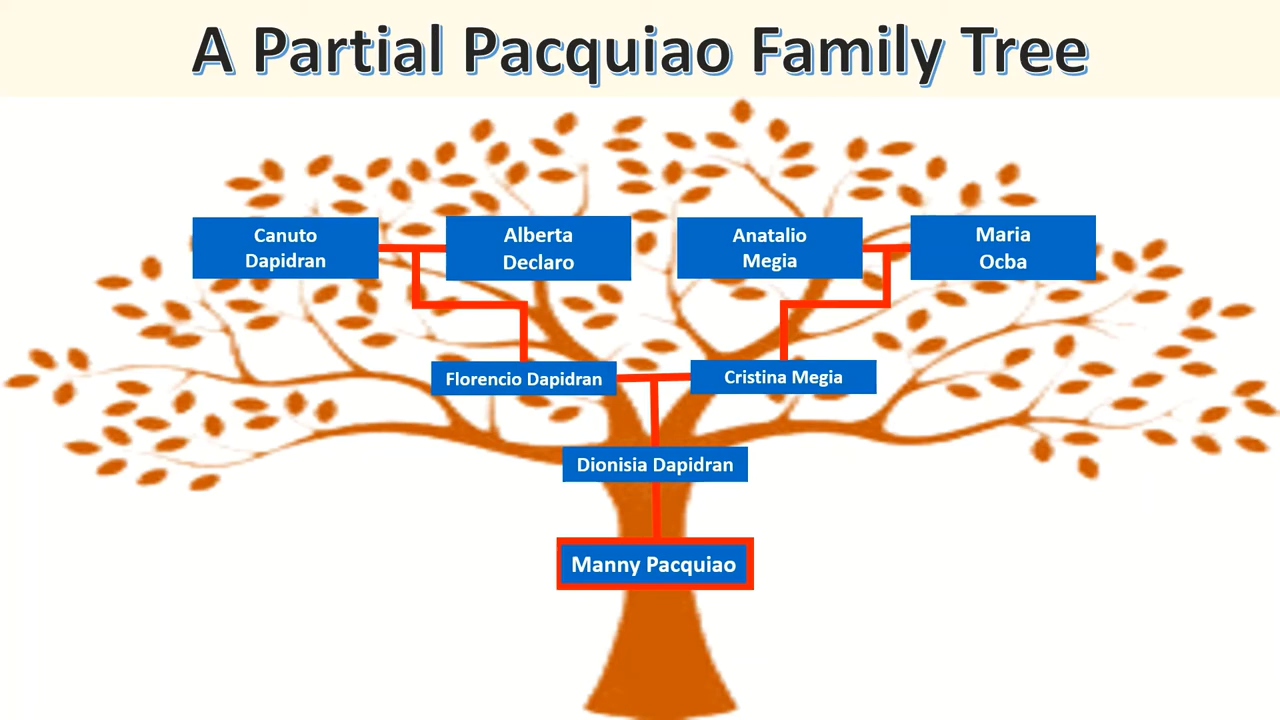 A Partial Pacquiao Family Tree
Canuto
Dapidran
Alberta
Declaro
Anatalio
Megia
Maria
Ocba
Florencio Dapidran
Cristina Megia
Dionisia Dapidran
Manny Pacquiao